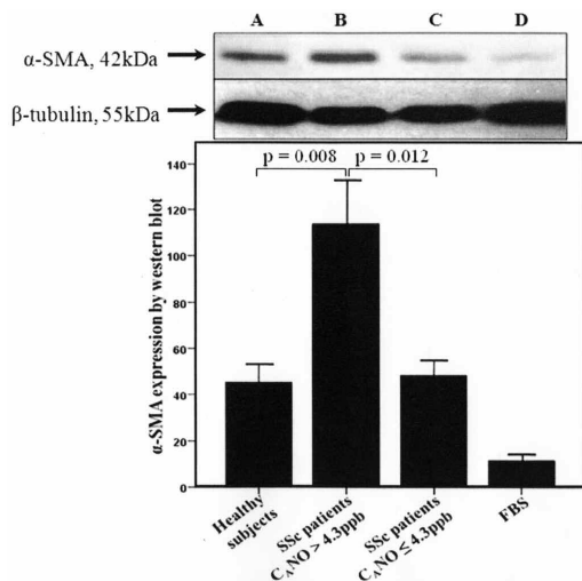 A B C D
α-SMA, 42kDa
β-tubulin, 55kDa
p = 0.008 p = 0.012
140
120
100
80
60
40
20
0
α-SMA expression by western blot
Healthy
subjects
SSc patients
CANO > 4.3ppb
SSc patients
CANO ≤ 4.3ppb
FBS